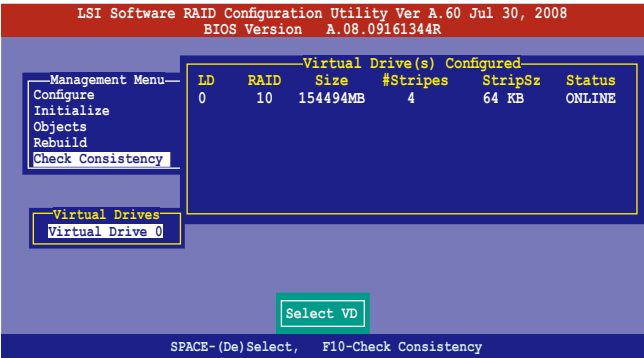 LSI Software RAID Configuration Utility Ver A.60 Jul 30, 2008
BIOS Version A.08.09161344R
Management Menu
Configure
Initialize
Objects
Rebuild
Check Consistency
Virtual Drive(s) Configured
LD RAID Size #Stripes StripSz Status
0 10 154494MB 4 64 KB ONLINE
Virtual Drives
Virtual Drive 0
Select VD
SPACE-(De)Select, F10-Check Consistency